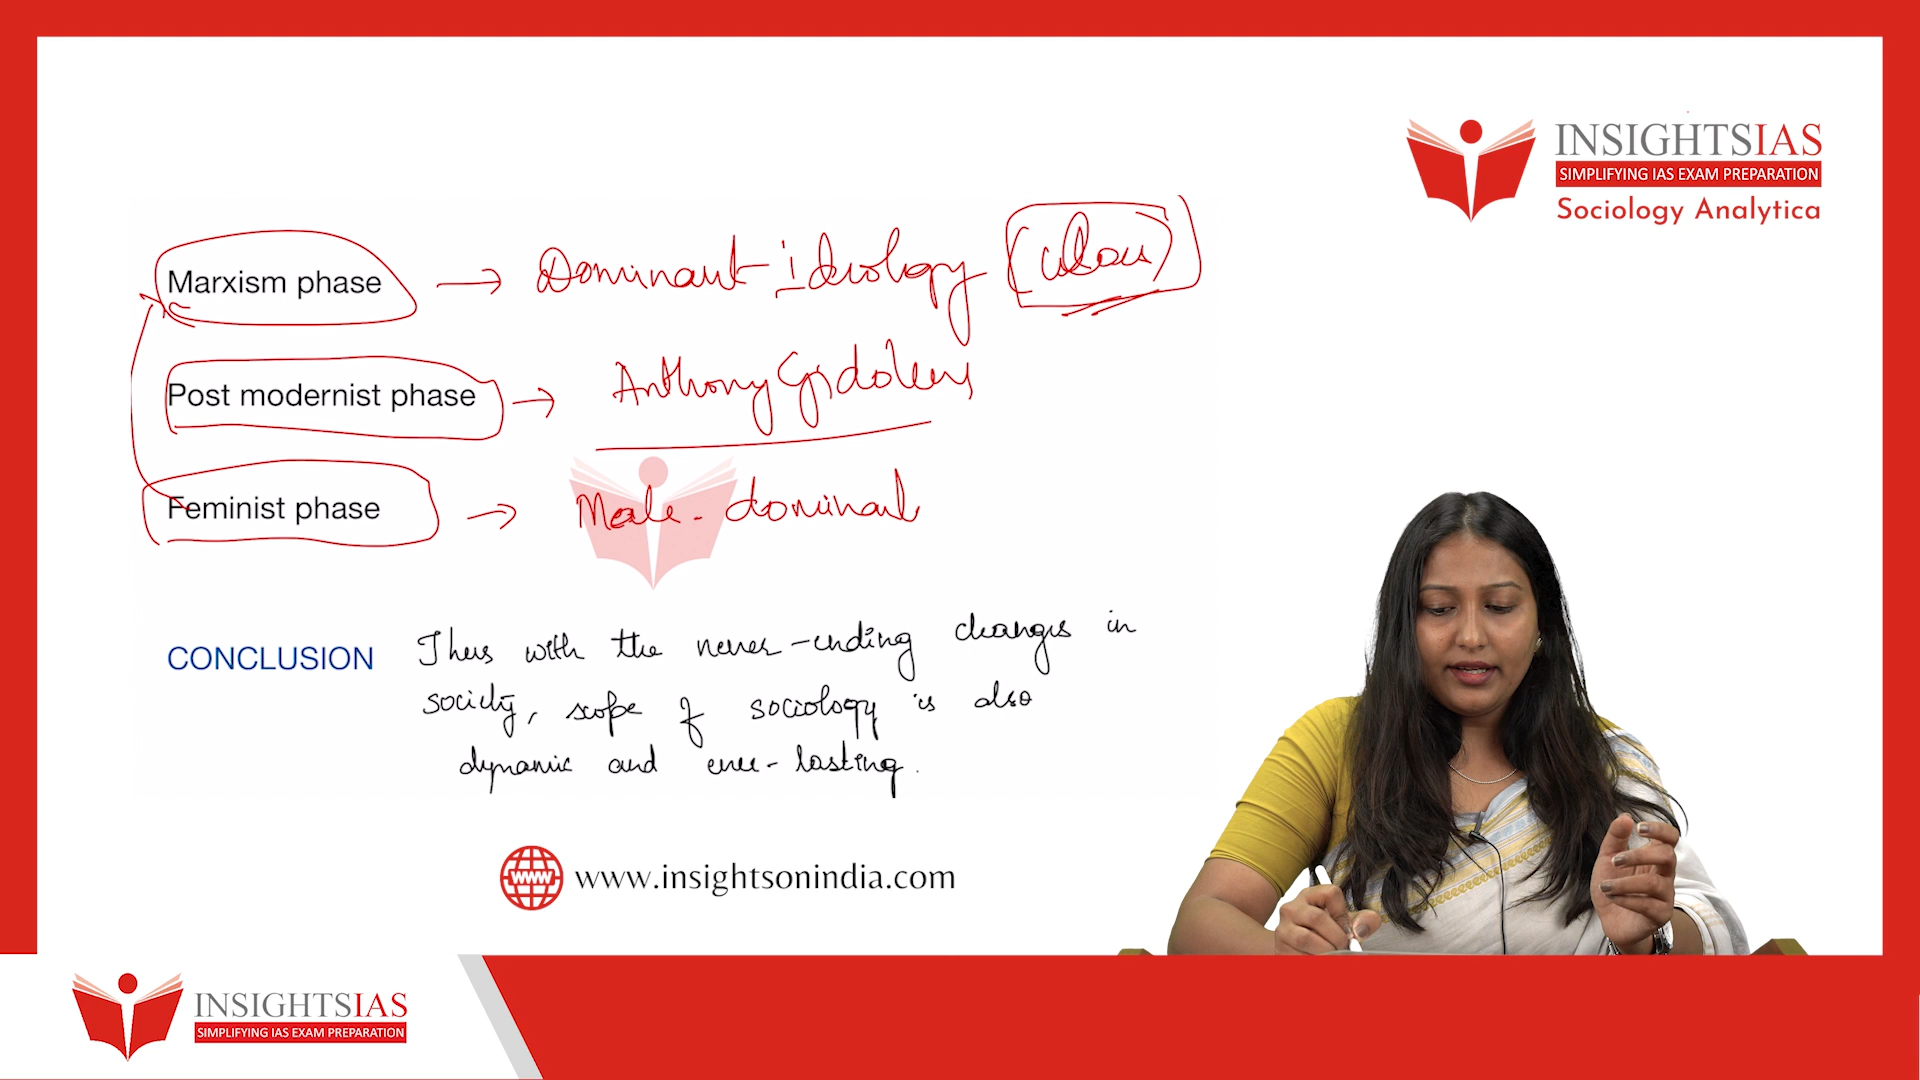 INSIGHTSIAS
SIMPLIFYING IAS EXAM PREPARATION
Sociology Analytica
Marxism phase → Dominant ideology
Post modernist phase → Anthony Giddens
Feminist phase → Male-dominant
CONCLUSION Thus with the never-ending changes in
society, scope of sociology is also
dynamic and ever-lasting.
www
www.insightsonindia.com
INSIGHTSIAS
SIMPLIFYING IAS EXAM PREPARATION